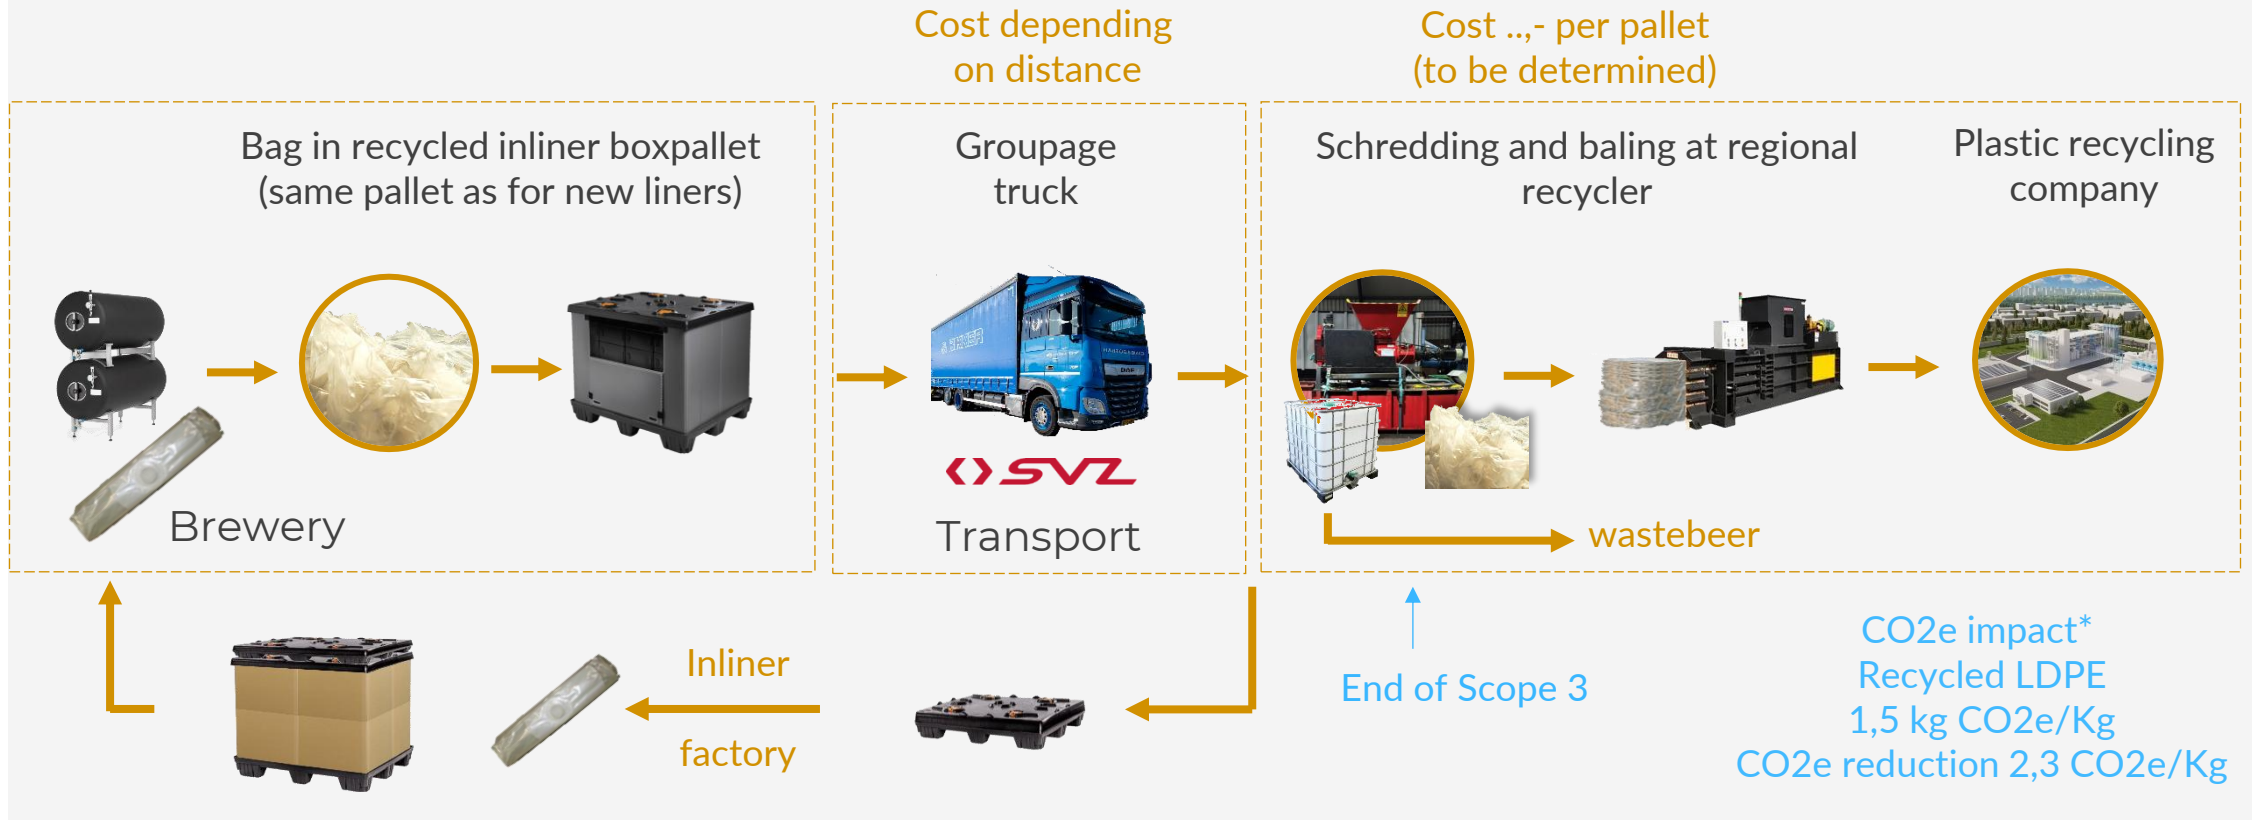 Cost depending
on distance
Cost ..,- per pallet
(to be determined)
Bag in recycled inliner boxpallet
(same pallet as for new liners)
Groupage
truck
Schredding and baling at regional
recycler
Plastic recycling
company
DAF
SVZ
Brewery
Transport
wastebeer
Inliner
factory
End of Scope 3
CO2e impact*
Recycled LDPE
1,5 kg CO2e/Kg
CO2e reduction 2,3 CO2e/Kg